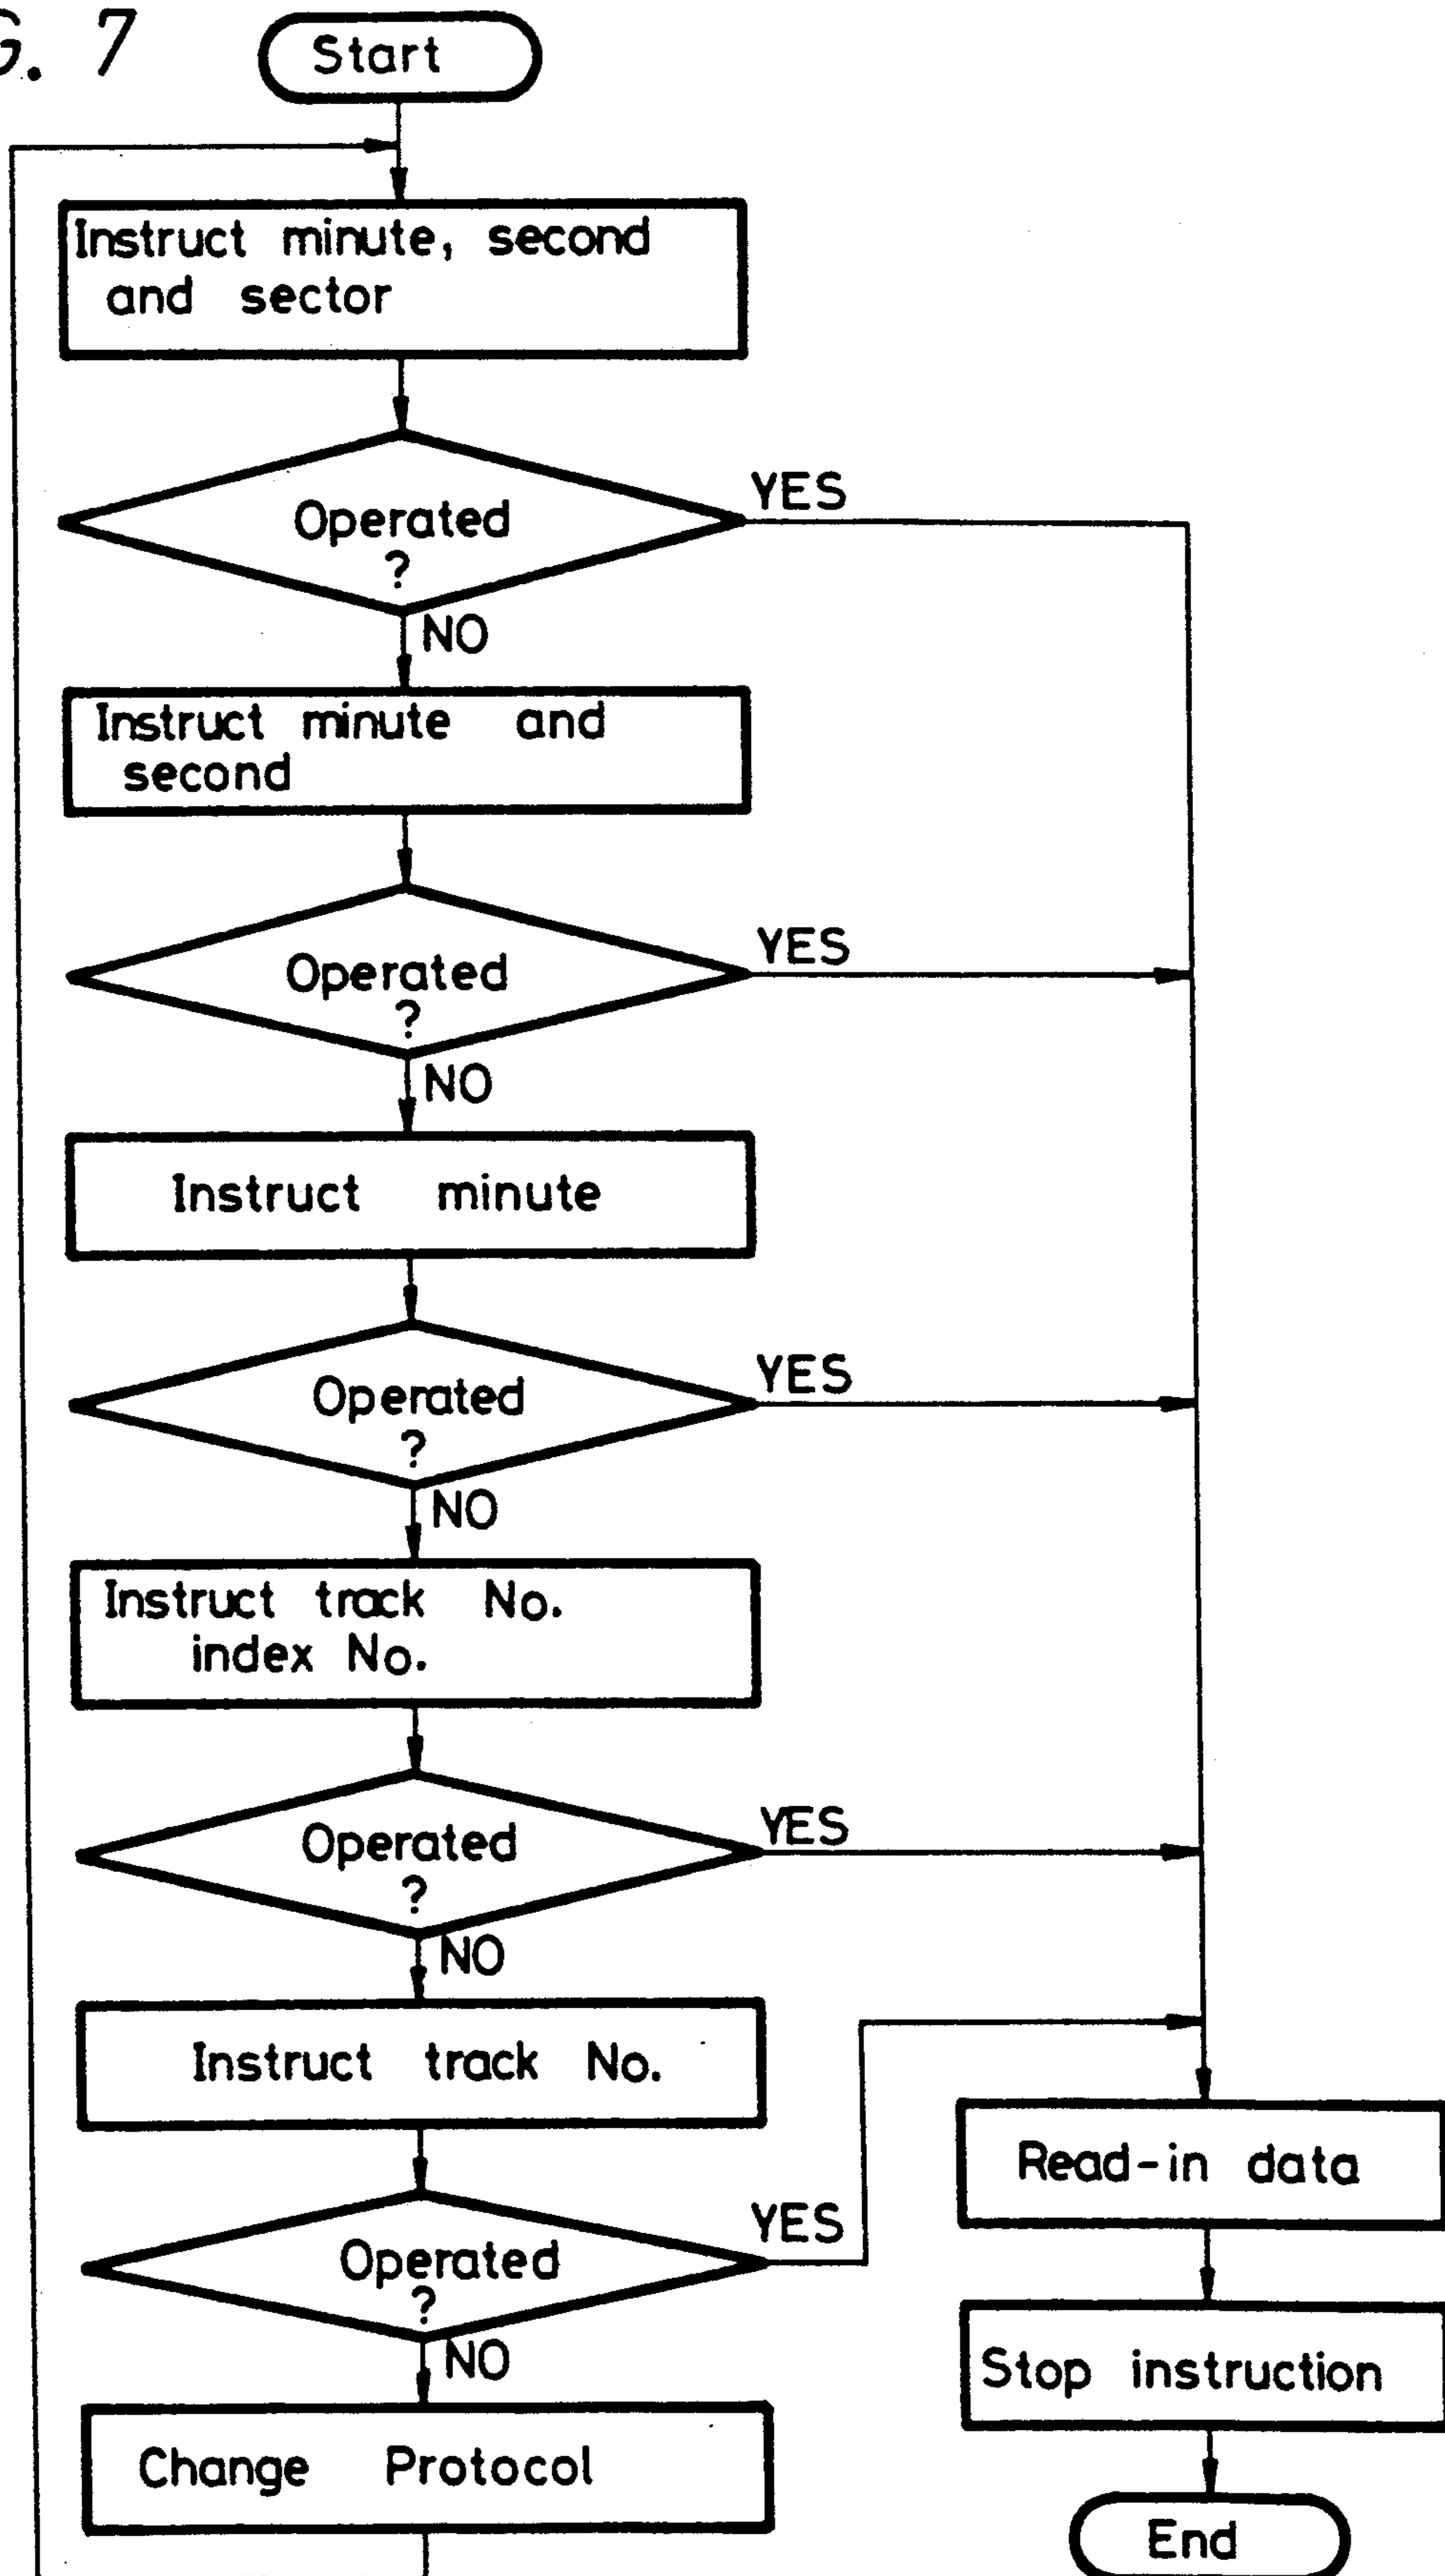 G. 7
Start
Instruct minute, second
and sector
Operated
?
YES
NO
Instruct minute and
second
Operated
?
YES
NO
Instruct minute
Operated
?
YES
NO
Instruct track No.
index No.
Operated
?
YES
NO
Instruct track No.
Operated
?
YES
NO
Change Protocol
Read-in data
Stop instruction
End